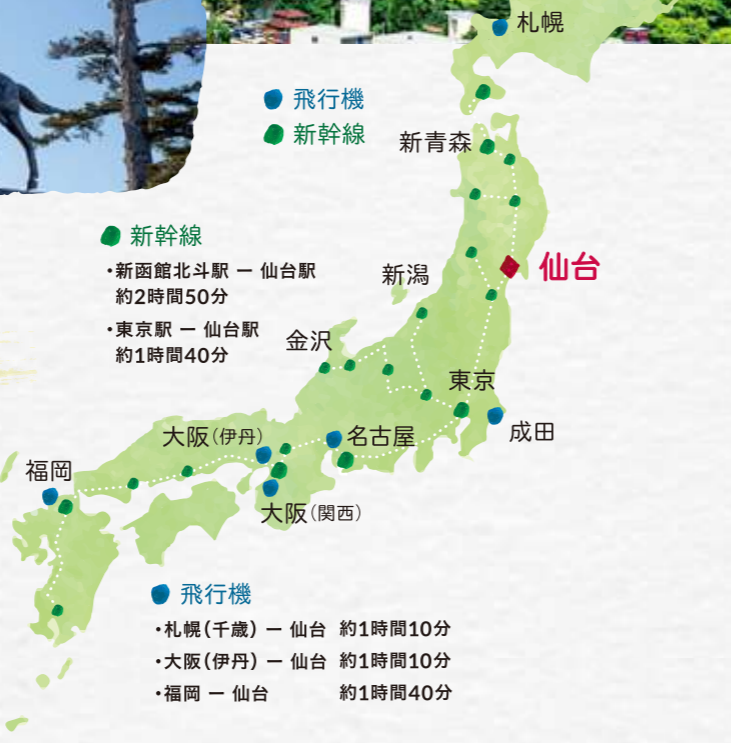 札幌
飛行機
新幹線
新青森
新幹線
・新函館北斗駅 ー 仙台駅
約2時間50分
・東京駅 ー 仙台駅
約1時間40分
仙台
新潟
金沢
東京
成田
名古屋
大阪(伊丹)
福岡
大阪(関西)
飛行機
・札幌(千歳) ー 仙台 約1時間10分
・大阪(伊丹) ー 仙台 約1時間10分
・福岡 ー 仙台 約1時間40分